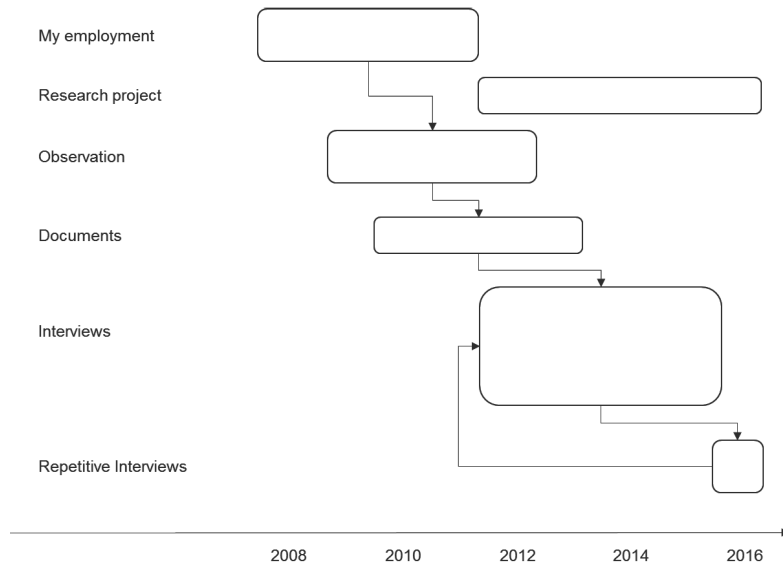 My employment
Research project
Observation
Documents
Interviews
Repetitive Interviews
2008 2010 2012 2014 2016